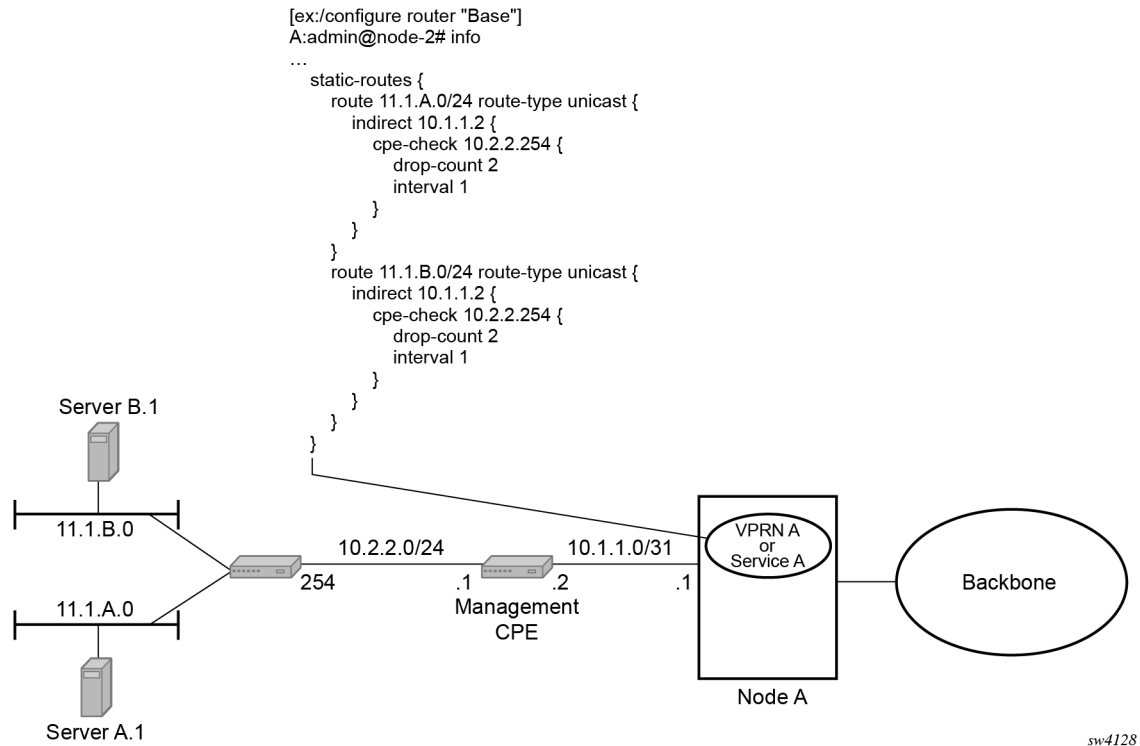 [ex:/configure router "Base"]
A:admin@node-2# info
…
static-routes {
route 11.1.A.0/24 route-type unicast {
indirect 10.1.1.2 {
cpe-check 10.2.2.254 {
drop-count 2
interval 1
}
}
}
route 11.1.B.0/24 route-type unicast {
indirect 10.1.1.2 {
cpe-check 10.2.2.254 {
drop-count 2
interval 1
}
}
}
}
Server B.1
11.1.B.0
11.1.A.0
Server A.1
254
10.2.2.0/24
.1
Management
CPE
.2
10.1.1.0/31
.1
VPRN A
or
Service A
Node A
Backbone
sw4128